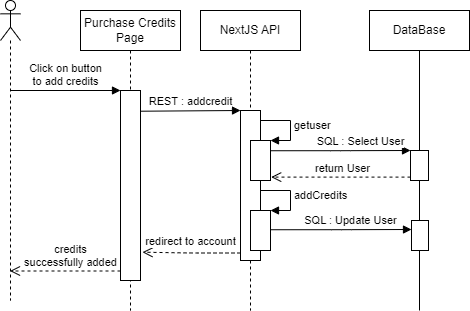 Purchase Credits
Page
NextJS API
DataBase
Click on button
to add credits
REST : addcredit
getuser
SQL : Select User
return User
addCredits
SQL : Update User
redirect to account
credits
successfully added